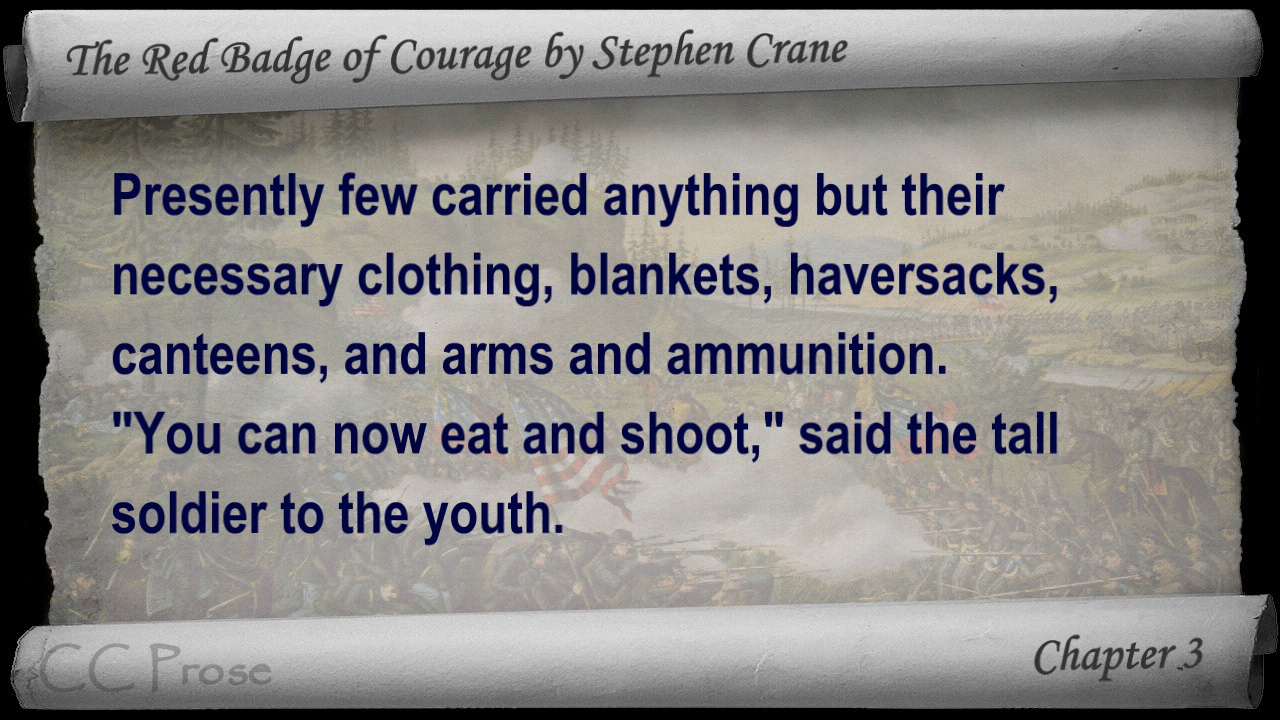 The Red Badge of Courage by Stephen Crane
Presently few carried anything but their
necessary clothing, blankets, haversacks,
canteens, and arms and ammunition.
"You can now eat and shoot," said the tall
soldier to the youth.
CC Prose
Chapter 3